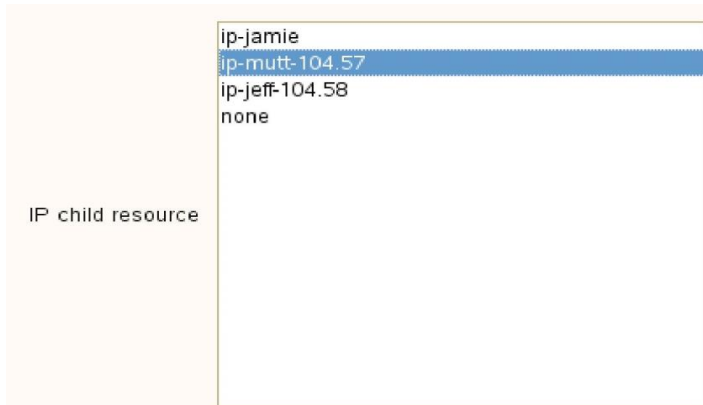 ip-jamie
ip-mutt-104.57
ip-jeff-104.58
none
IP child resource